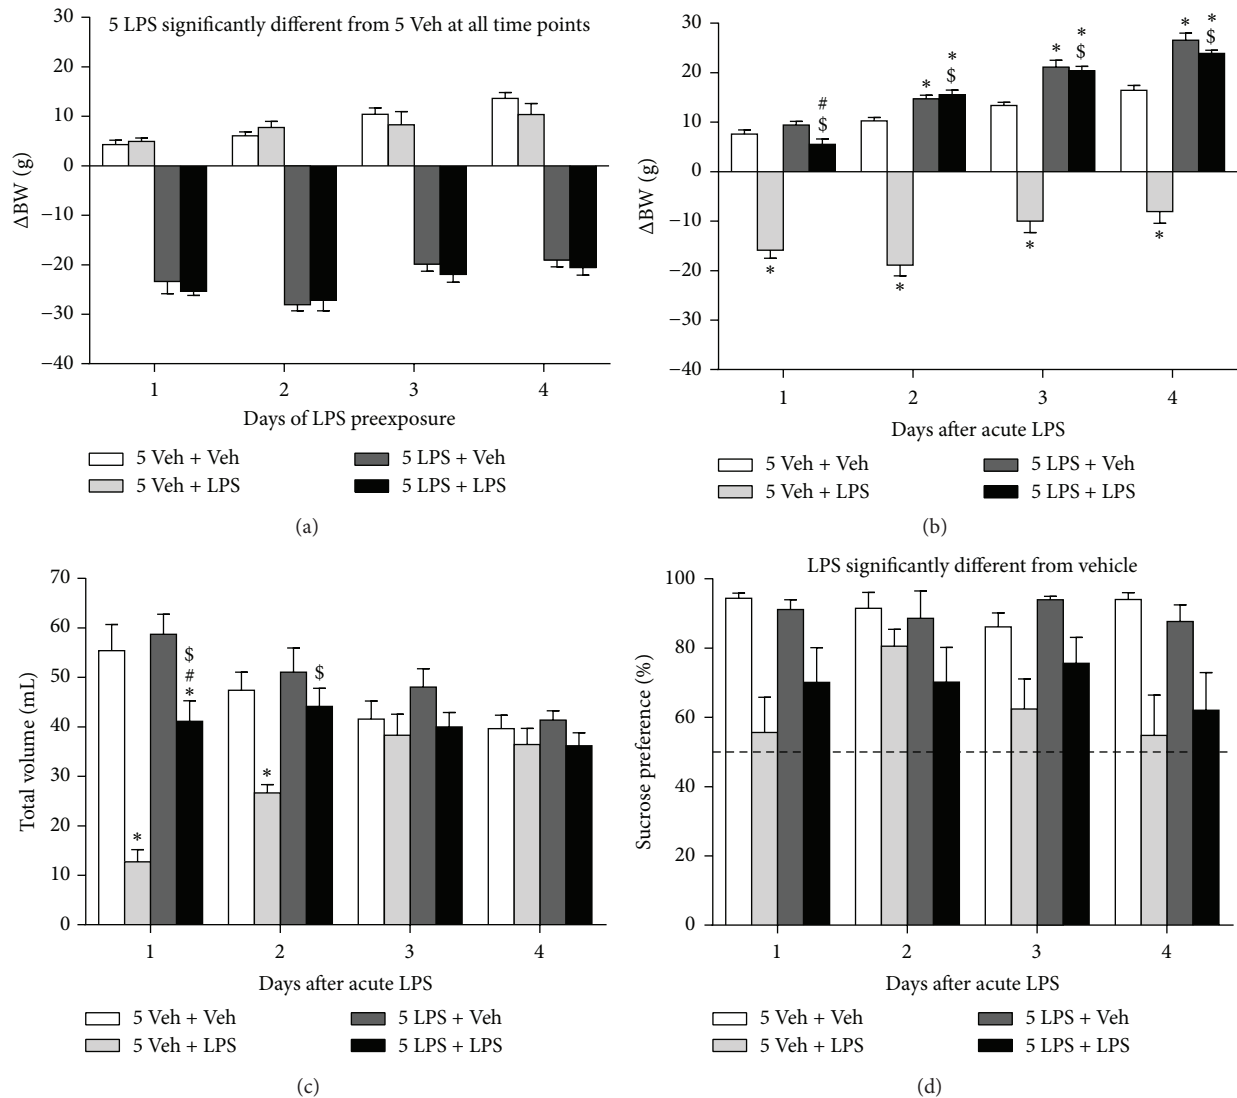 5 LPS significantly different from 5 Veh at all time points
ΔBW (g)
30
20
10
0
−10
−20
−30
−40
1 2 3 4
Days of LPS preexposure
5 Veh + Veh 5 LPS + Veh
5 Veh + LPS 5 LPS + LPS
(a)
ΔBW (g)
30
20
10
0
−10
−20
−30
−40
# $
* * $
* * $
* * $
* * * *
1 2 3 4
Days after acute LPS
5 Veh + Veh 5 LPS + Veh
5 Veh + LPS 5 LPS + LPS
(b)
Total volume (mL)
70
60
50
40
30
20
10
0
* $ # *
* $
1 2 3 4
Days after acute LPS
5 Veh + Veh 5 LPS + Veh
5 Veh + LPS 5 LPS + LPS
(c)
LPS significantly different from vehicle
Sucrose preference (%)
100
80
60
40
20
0
1 2 3 4
Days after acute LPS
5 Veh + Veh 5 LPS + Veh
5 Veh + LPS 5 LPS + LPS
(d)